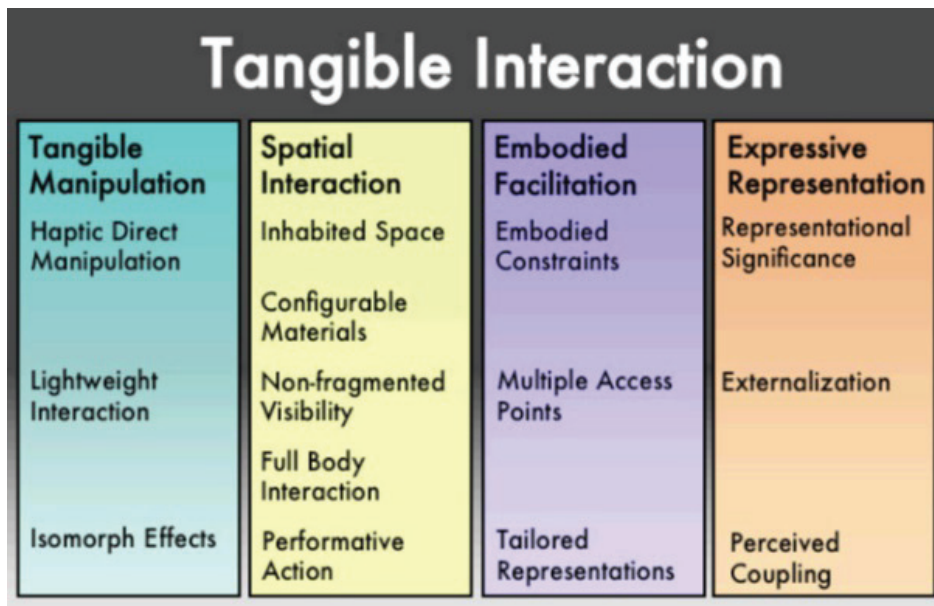 Tangible Interaction
Tangible
Manipulation
Haptic Direct
Manipulation
Lightweight
Interaction
Isomorph Effects
Spatial
Interaction
Inhabited Space
Configurable
Materials
Non-fragmented
Visibility
Full Body
Interaction
Performative
Action
Embodied
Facilitation
Embodied
Constraints
Multiple Access
Points
Tailored
Representations
Expressive
Representation
Representational
Significance
Externalization
Perceived
Coupling